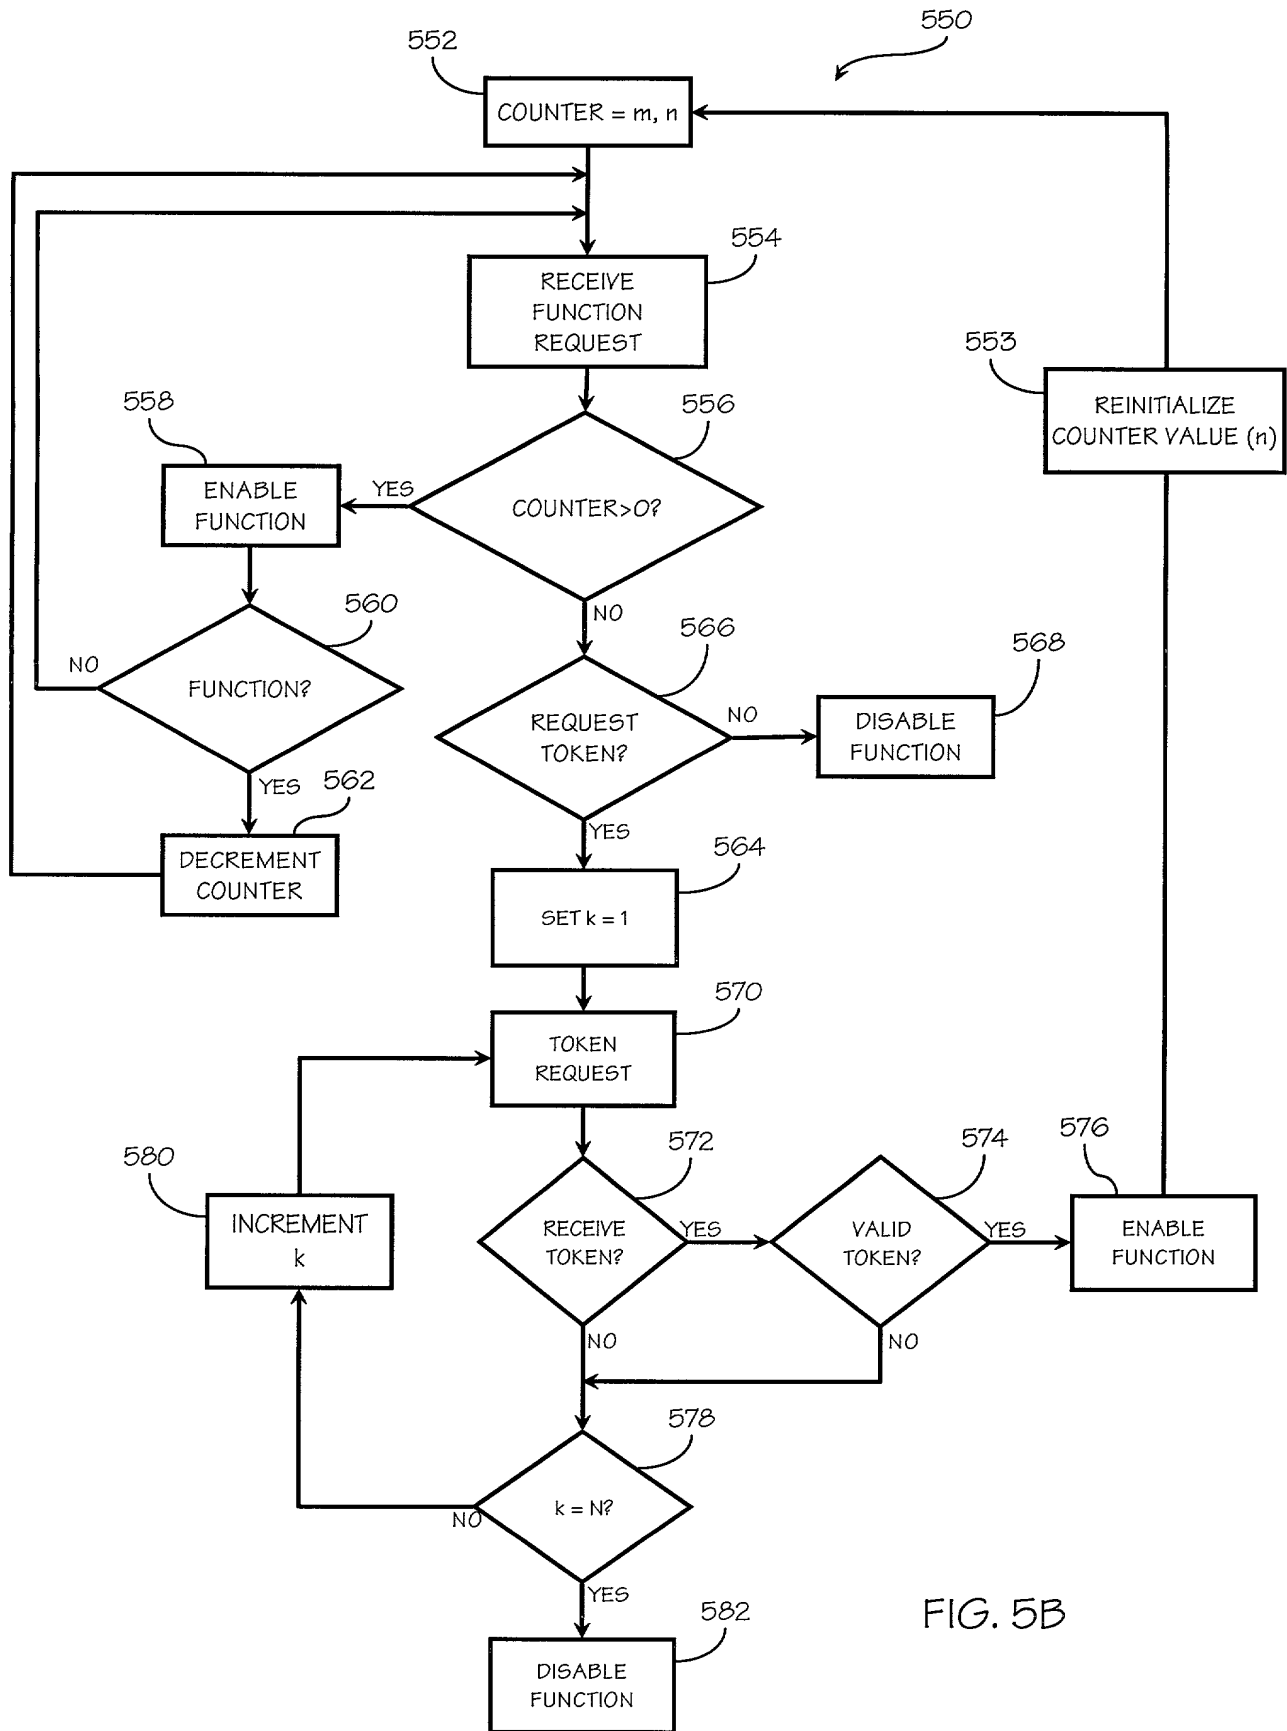 550
552
COUNTER = m, n
554
RECEIVE
FUNCTION
REQUEST
553
REINITIALIZE
COUNTER VALUE (n)
558
556
ENABLE
FUNCTION
YES
COUNTER>0?
NO
560
566
568
NO
FUNCTION?
REQUEST
TOKEN?
NO
DISABLE
FUNCTION
YES
562
YES
564
DECREMENT
COUNTER
SET k = 1
570
TOKEN
REQUEST
580
572
574
576
INCREMENT
k
RECEIVE
TOKEN?
YES
VALID
TOKEN?
YES
ENABLE
FUNCTION
NO
NO
578
k = N?
NO
YES
582
DISABLE
FUNCTION
FIG. 5B